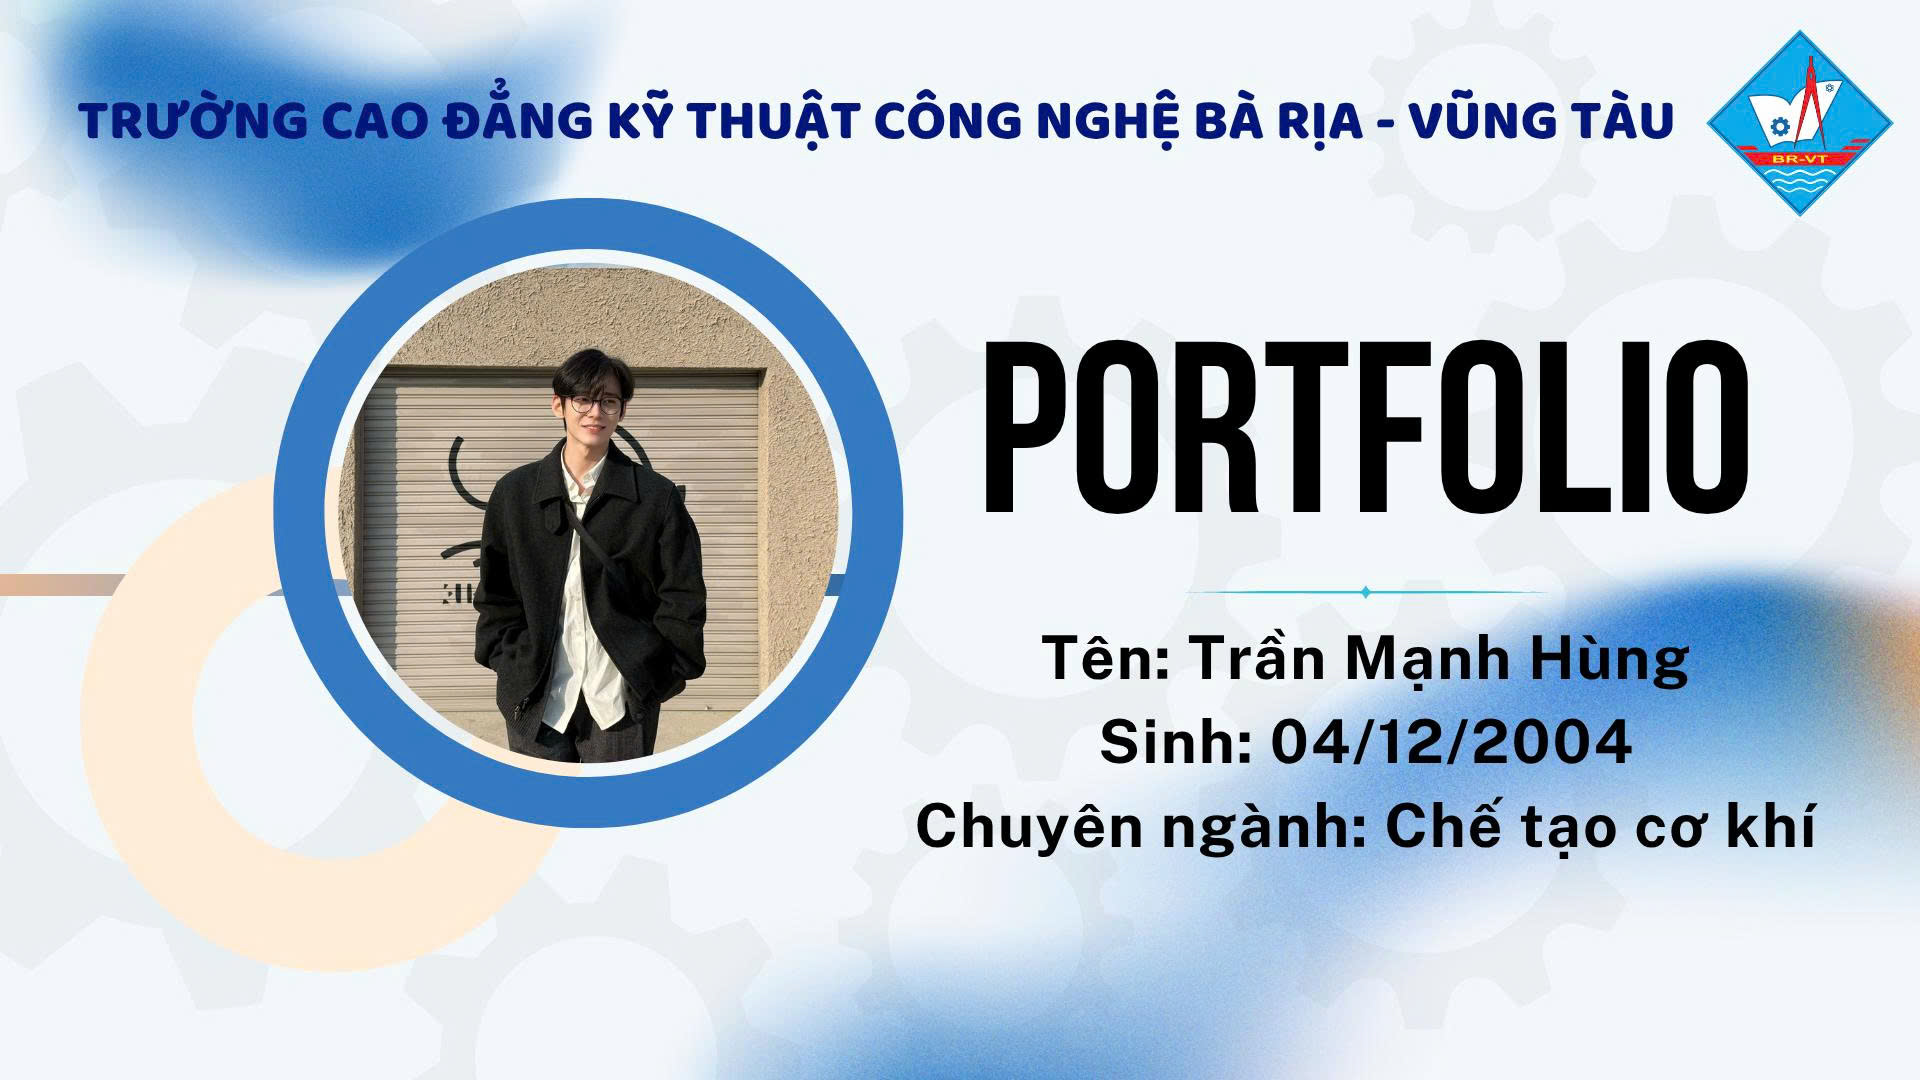 TRƯỜNG CAO ĐẲNG KỸ THUẬT CÔNG NGHỆ BÀ RỊA - VŨNG TÀU
BR-VT
PORTFOLIO
Tên: Trần Mạnh Hùng
Sinh: 04/12/2004
Chuyên ngành: Chế tạo cơ khí